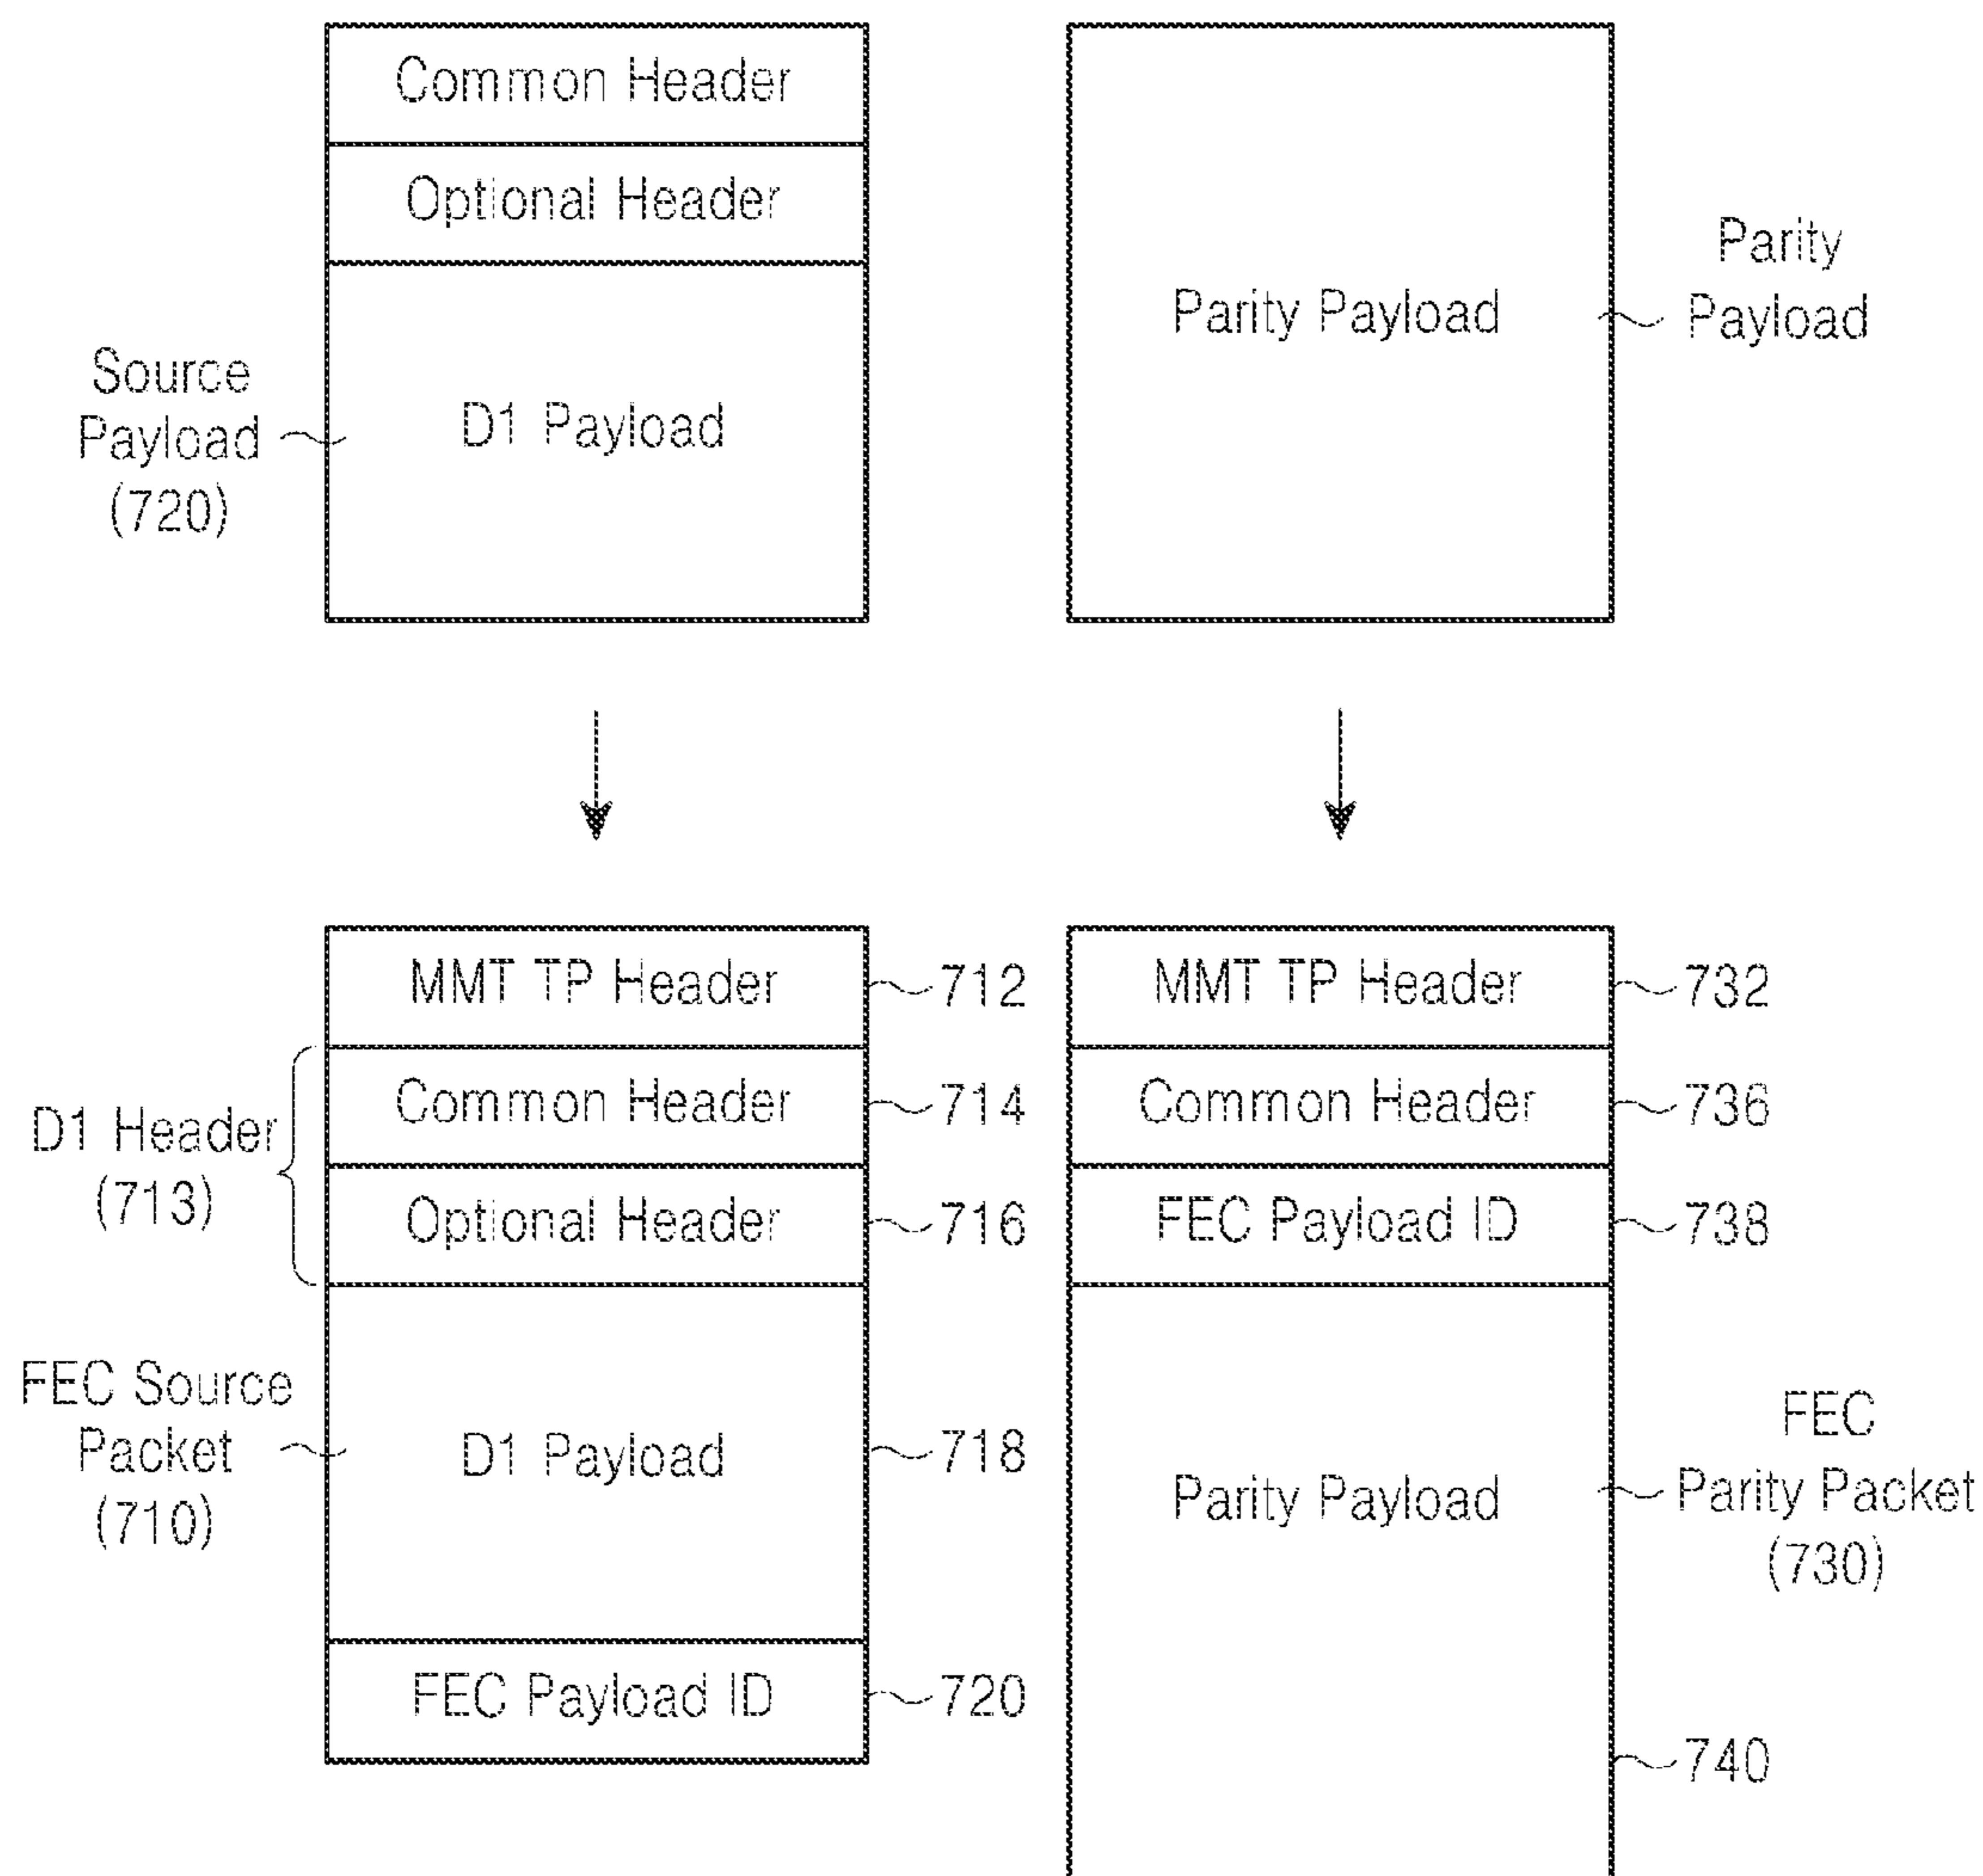 Common Header
Optional Header
D1 Payload
Source
Payload
(720)
Parity Payload
Parity
Payload
MMT TP Header
712
Common Header
714
Optional Header
716
D1 Header
(713)
D1 Payload
718
FEC Source
Packet
(710)
FEC Payload ID
720
MMT TP Header
732
Common Header
736
FEC Payload ID
738
Parity Payload
FEC
Parity Packet
(730)
740